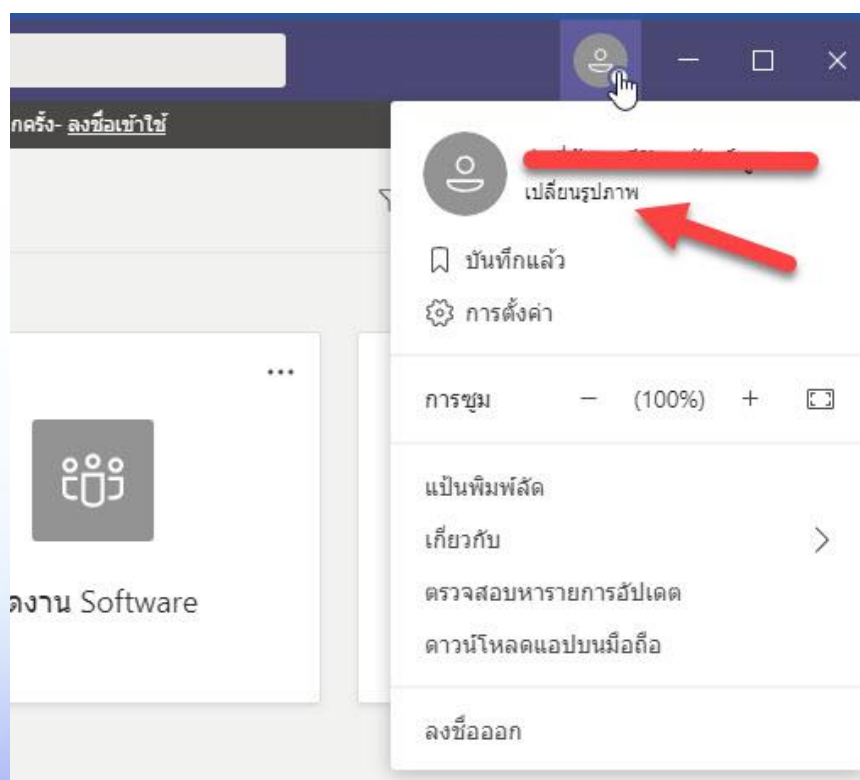 กครั้ง- ลงชื่อเข้าใช้
เปลี่ยนรูปภาพ
บันทึกแล้ว
การตั้งค่า
การซูม − (100%) +
แป้นพิมพ์ลัด
เกี่ยวกับ
งาน Software
ตรวจสอบหารายการอัปเดต
ดาวน์โหลดแอปบนมือถือ
ลงชื่อออก